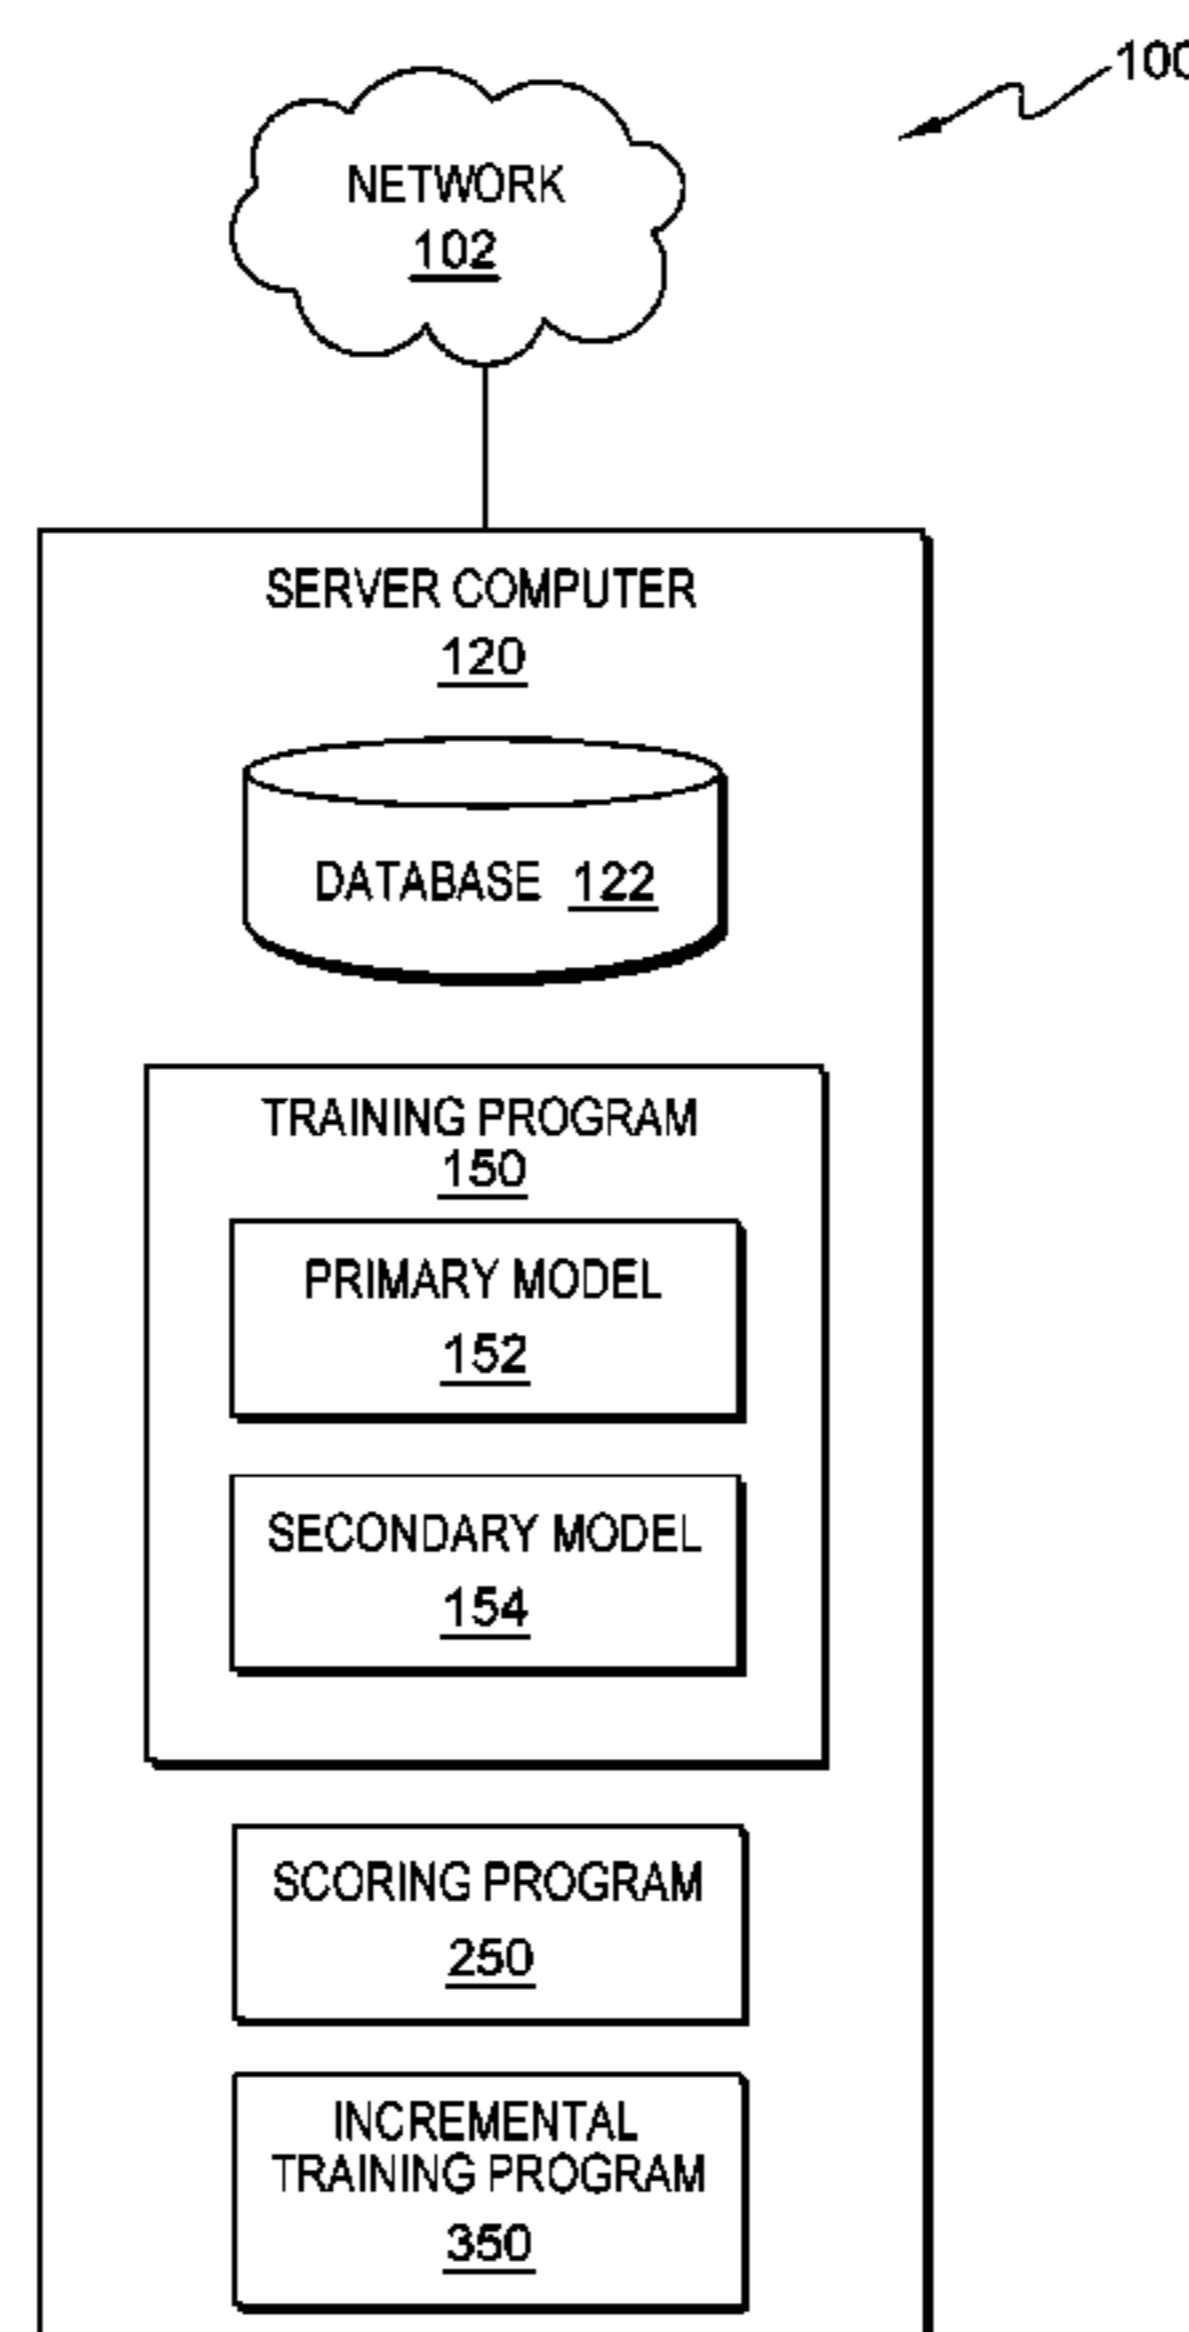 100
NETWORK
102
SERVER COMPUTER
120
DATABASE 122
TRAINING PROGRAM
150
PRIMARY MODEL
152
SECONDARY MODEL
154
SCORING PROGRAM
250
INCREMENTAL
TRAINING PROGRAM
350